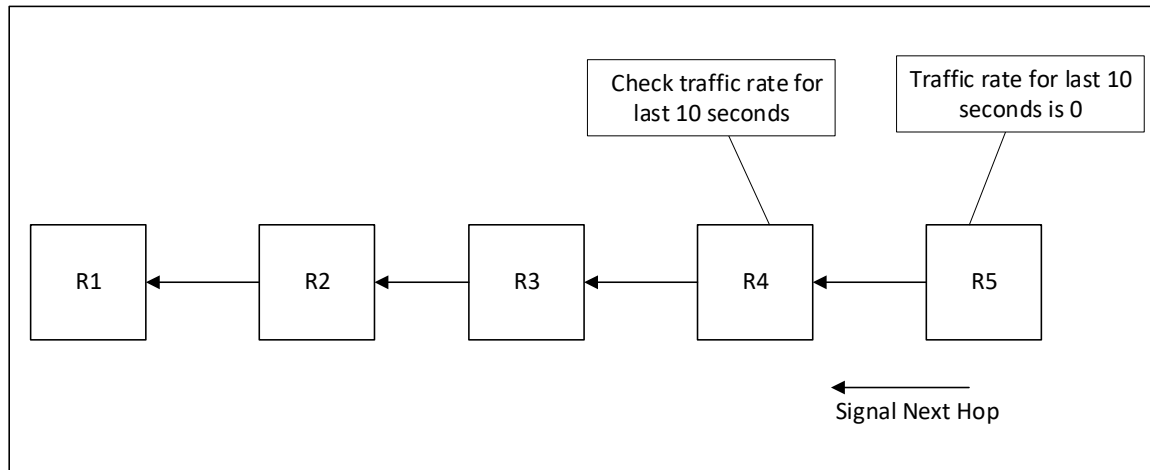 Check traffic rate for
last 10 seconds
Traffic rate for last 10
seconds is 0
R1
R2
R3
R4
R5
Signal Next Hop